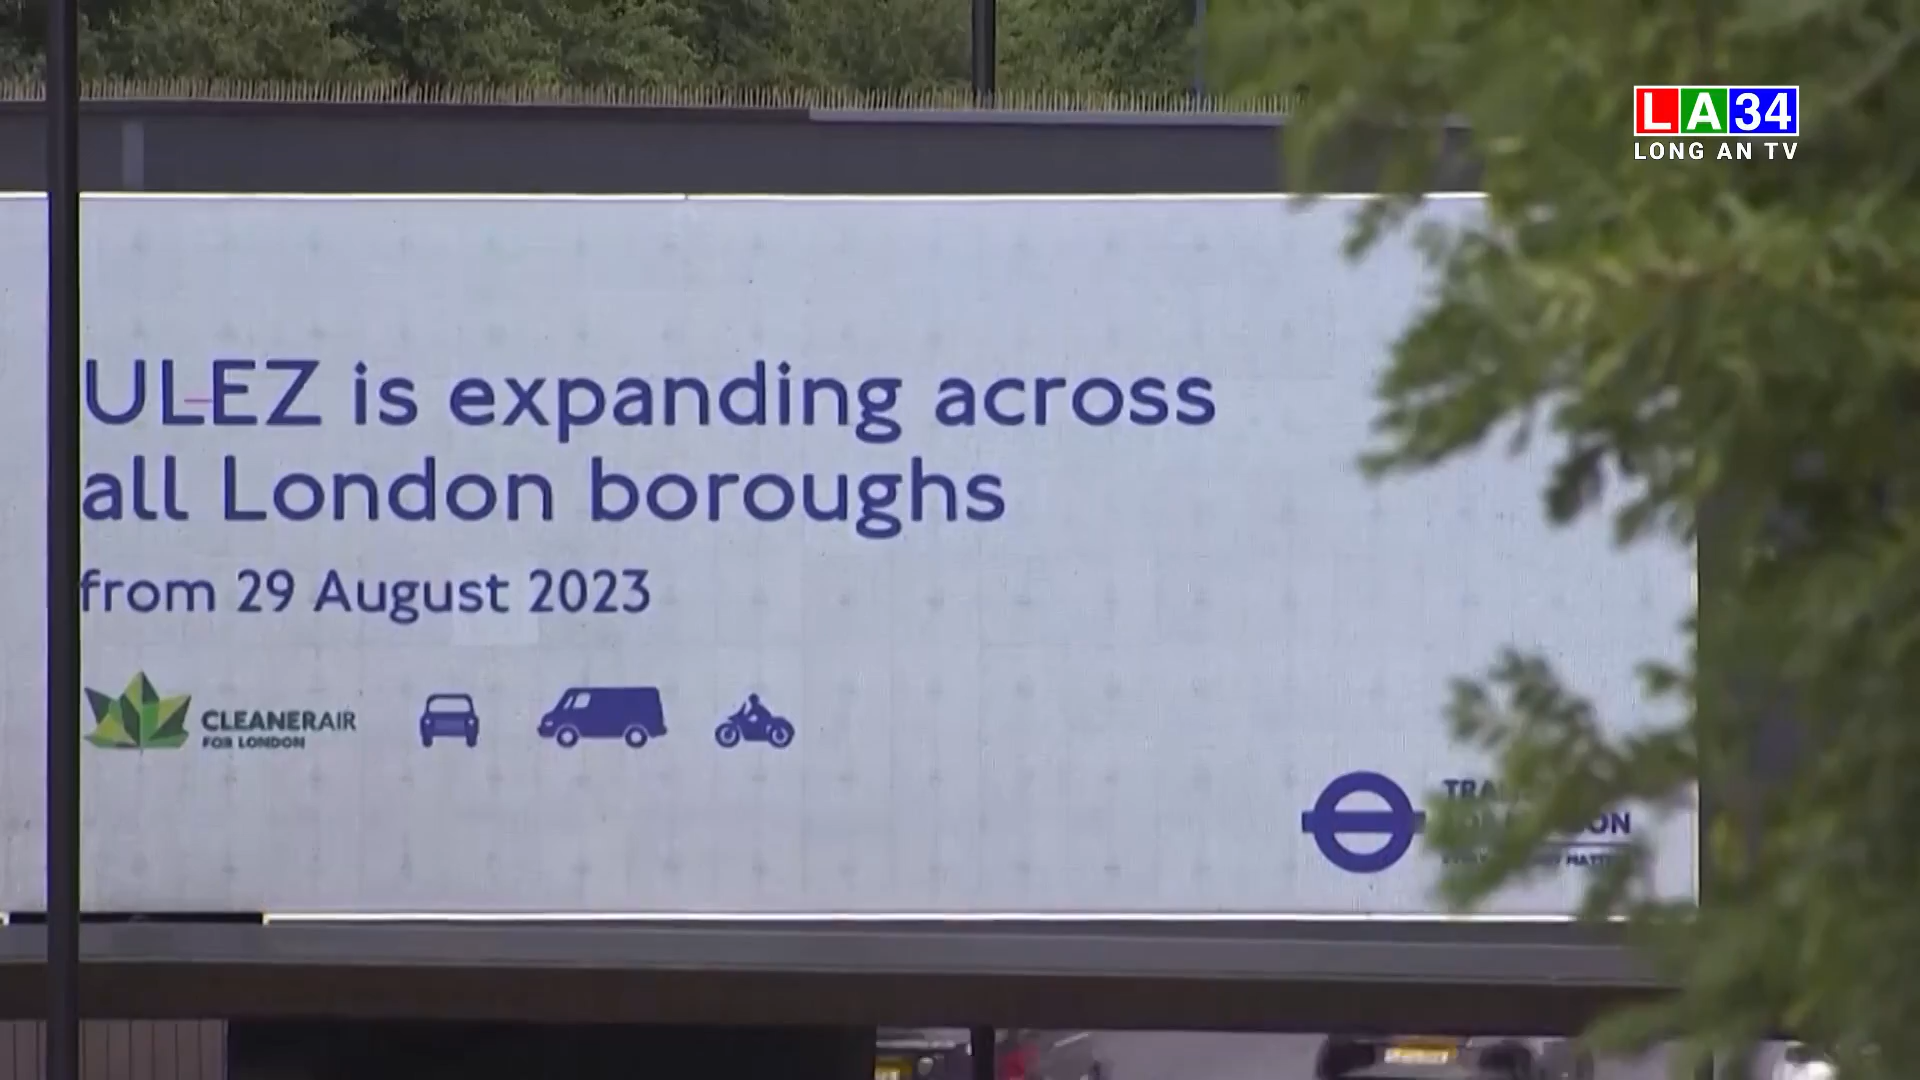 LA34
LONG AN TV
ULEZ is expanding across
all London boroughs
from 29 August 2023
CLEANERAIR
FOR LONDON